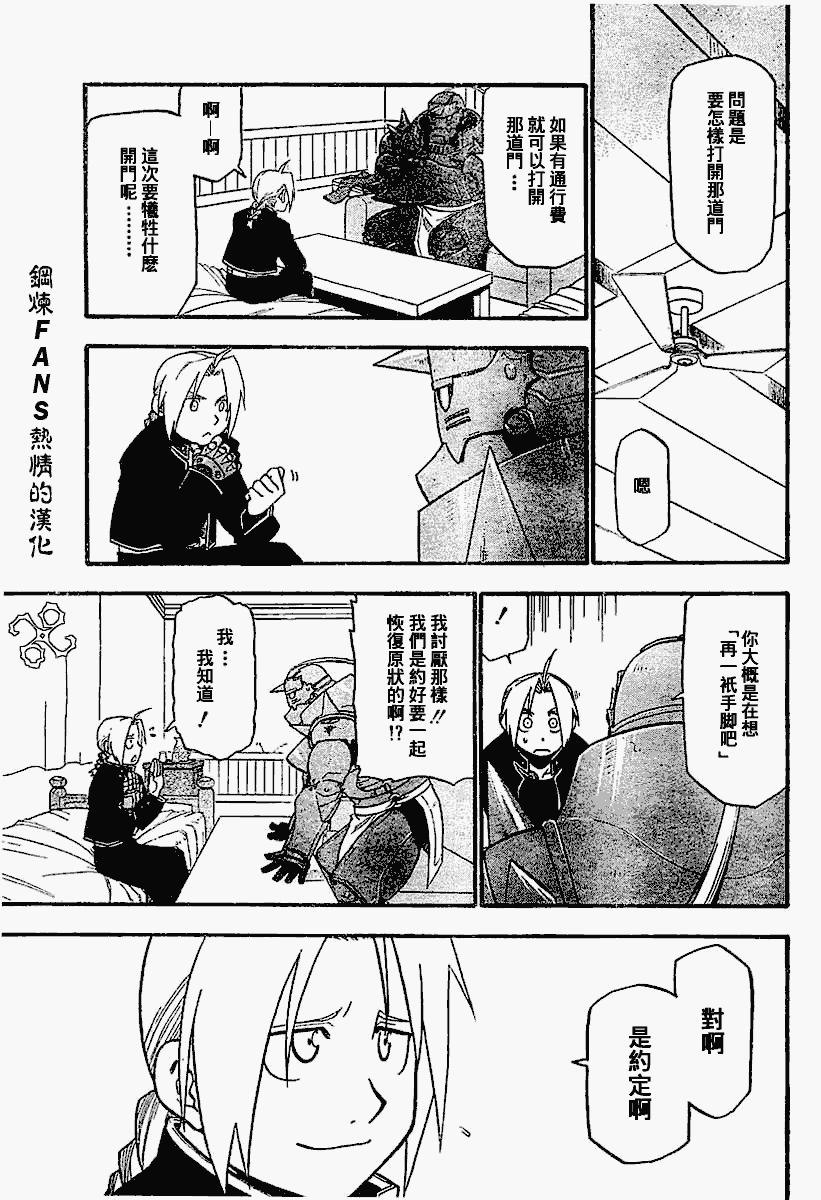 問題是
要怎樣打開那道門
嗯
如果有通行費
就可以打開
那道門…
啊—啊
這次要犧牲什麼
開門呢………
你大概是在想
「再一祇手脚吧」
！
我討厭那樣!!
我們是約好要一起
恢復原狀的啊!?
我…
我知道！
對啊
是約定啊
鋼煉FANS熱情的漢化